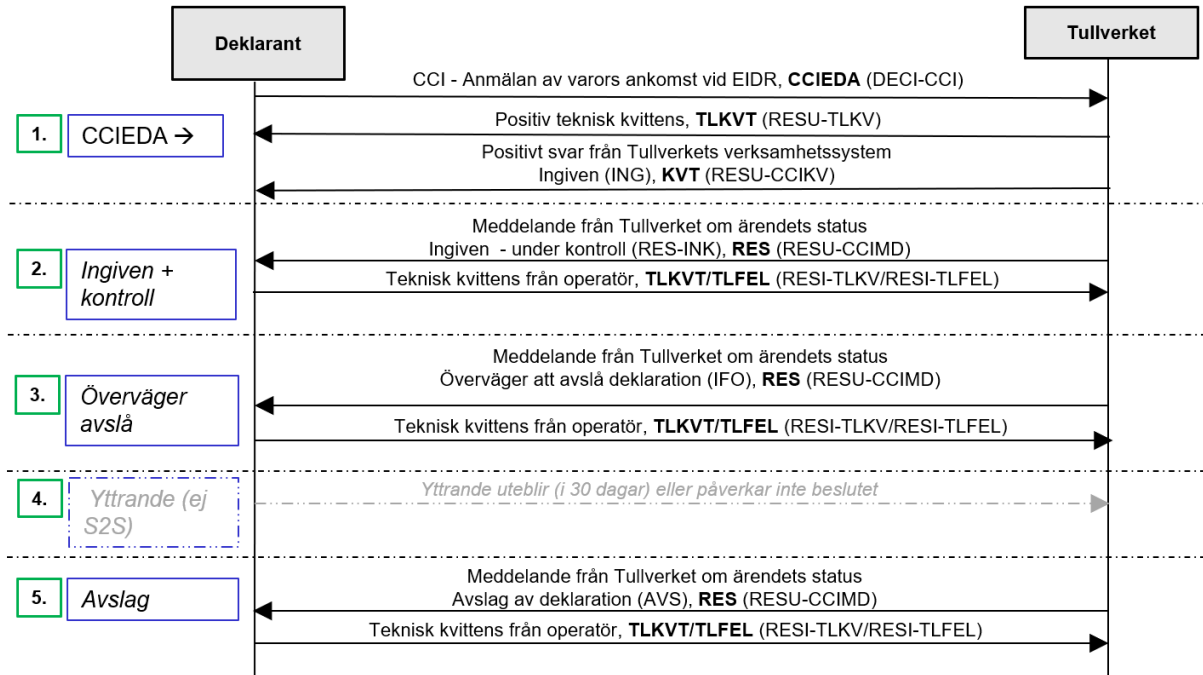 Deklarant
Tullverket
CCI - Anmälan av varors ankomst vid EIDR, CCIEDA (DECI-CCI)
1.
CCIEDA →
Positiv teknisk kvittens, TLKVT (RESU-TLKV)
Positivt svar från Tullverkets verksamhetssystem
Ingiven (ING), KVT (RESU-CCIKV)
2.
Ingiven +
kontroll
Meddelande från Tullverket om ärendets status
Ingiven - under kontroll (RES-INK), RES (RESU-CCIMD)
Teknisk kvittens från operatör, TLKVT/TLFEL (RESI-TLKV/RESI-TLFEL)
3.
Överväger
avslå
Meddelande från Tullverket om ärendets status
Överväger att avslå deklaration (IFO), RES (RESU-CCIMD)
Teknisk kvittens från operatör, TLKVT/TLFEL (RESI-TLKV/RESI-TLFEL)
4.
Yttrande (ej
S2S)
Yttrande uteblir (i 30 dagar) eller påverkar inte beslutet
5.
Avslag
Meddelande från Tullverket om ärendets status
Avslag av deklaration (AVS), RES (RESU-CCIMD)
Teknisk kvittens från operatör, TLKVT/TLFEL (RESI-TLKV/RESI-TLFEL)